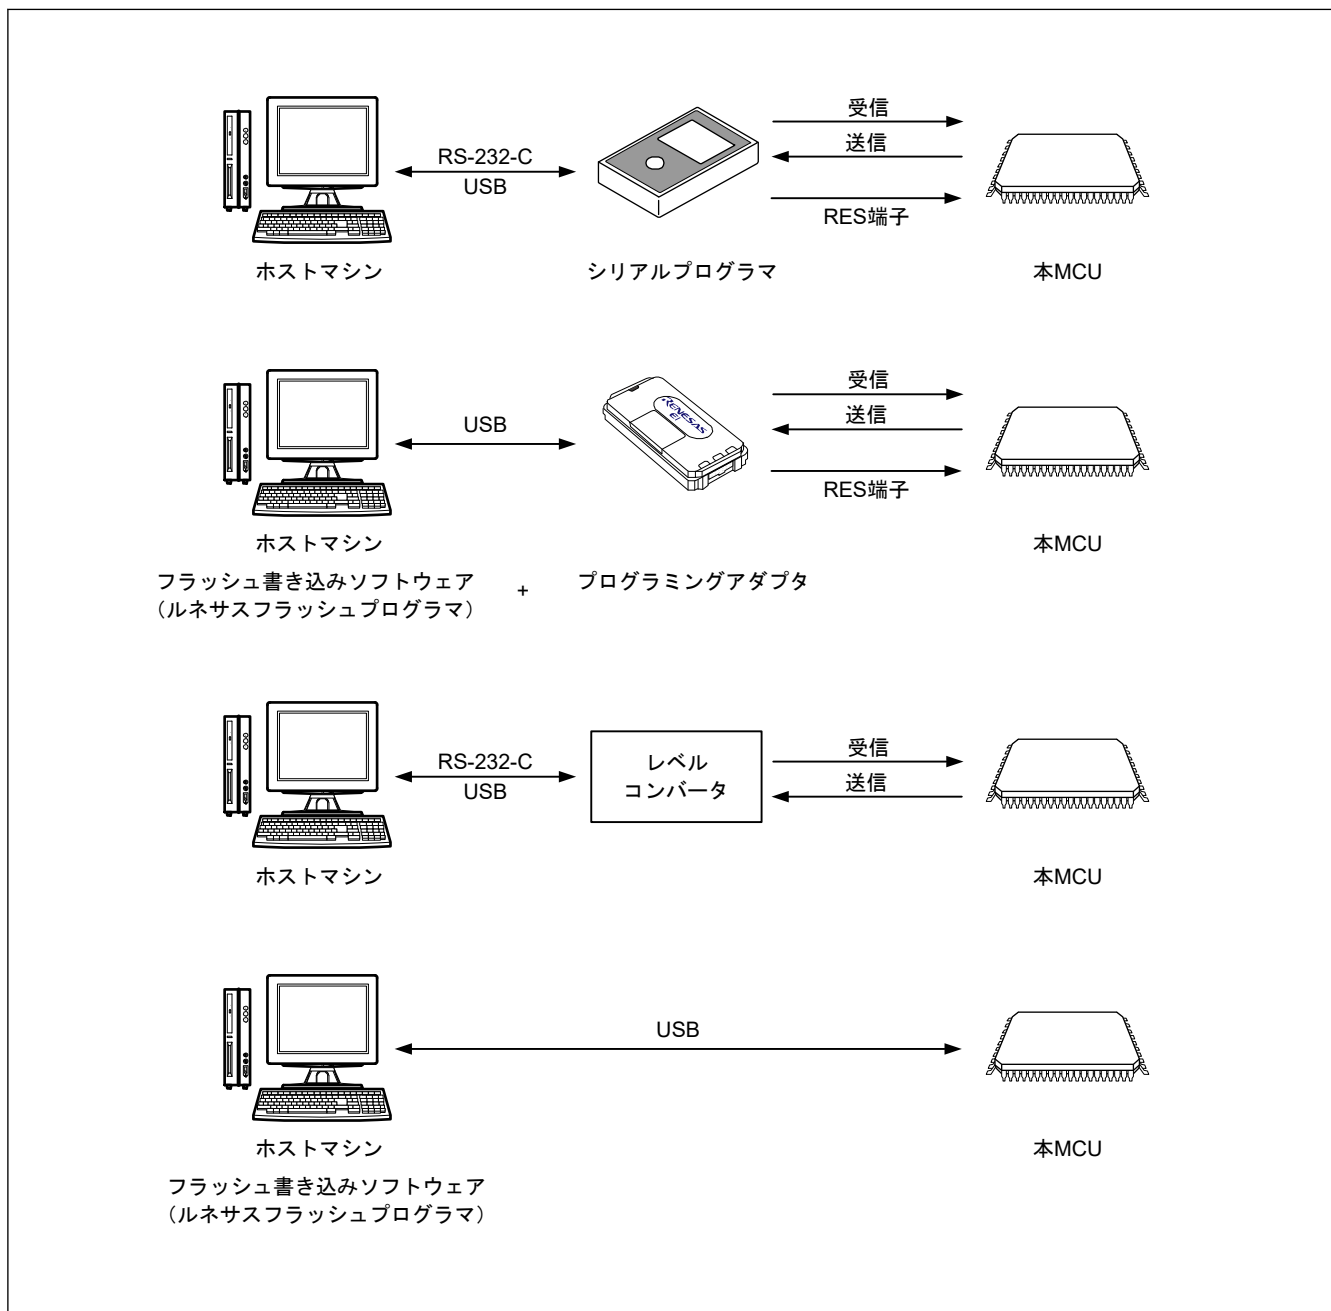 受信
RS-232-C
送信
USB
RES端子
ホストマシン
シリアルプログラマ
本MCU
受信
USB
送信
RENESAS
E1
RES端子
ホストマシン
本MCU
フラッシュ書き込みソフトウェア
+
プログラミングアダプタ
（ルネサスフラッシュプログラマ）
RS-232-C
レベル
受信
USB
コンバータ
送信
ホストマシン
本MCU
USB
ホストマシン
本MCU
フラッシュ書き込みソフトウェア
（ルネサスフラッシュプログラマ）